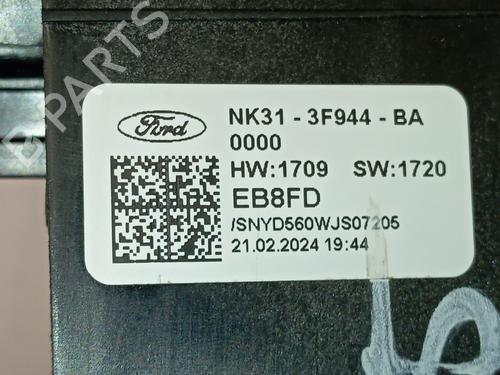 Ford
NK31 - 3F944 - BA
0000
HW:1709 SW:1720
EB8FD
/SNYD560WJS07205
21.02.2024 19:44
B-PARTS